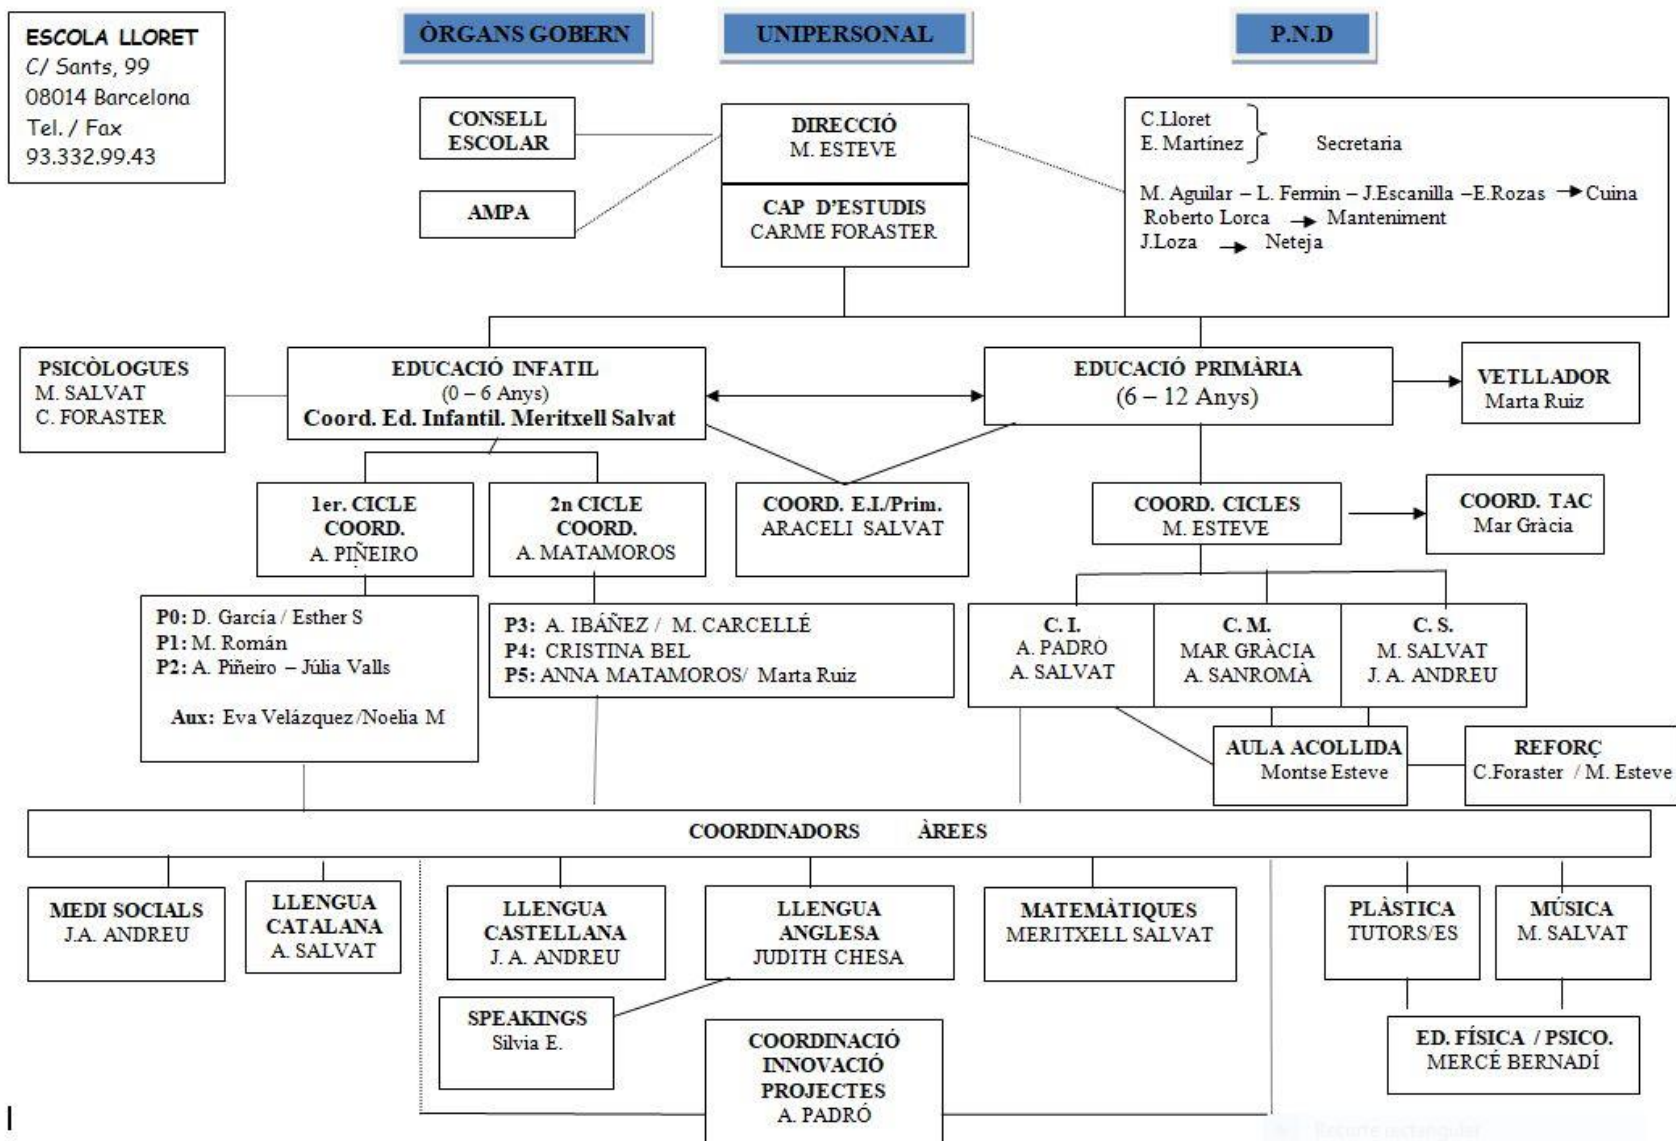 ESCOLA LLORET
C/ Sants, 99
08014 Barcelona
Tel. / Fax
93.332.99.43
ÒRGANS GOBERN
UNIPERSONAL
P.N.D
CONSELL
ESCOLAR
AMPA
DIRECCIÓ
M. ESTEVE
CAP D'ESTUDIS
CARME FORASTER
C.Lloret
E. Martínez
Secretaria
M. Aguilar – L. Fermin – J.Escanilla –E.Rozas → Cuina
Roberto Lorca → Manteniment
J.Loza → Neteja
PSICÒLOGUES
M. SALVAT
C. FORASTER
EDUCACIÓ INFATIL
(0 – 6 Anys)
Coord. Ed. Infantil. Meritxell Salvat
EDUCACIÓ PRIMÀRIA
(6 – 12 Anys)
VETLLADOR
Marta Ruiz
1er. CICLE
COORD.
A. PIÑEIRO
2n CICLE
COORD.
A. MATAMOROS
COORD. E.I./Prim.
ARACELI SALVAT
COORD. CICLES
M. ESTEVE
COORD. TAC
Mar Gràcia
P0: D. García / Esther S
P1: M. Román
P2: A. Piñeiro – Júlia Valls
Aux: Eva Velázquez /Noelia M
P3: A. IBÁÑEZ / M. CARCELLÉ
P4: CRISTINA BEL
P5: ANNA MATAMOROS/ Marta Ruiz
C. I.
A. PADRÓ
A. SALVAT
C. M.
MAR GRÀCIA
A. SANROMÀ
C. S.
M. SALVAT
J. A. ANDREU
AULA ACOLLIDA
Montse Esteve
REFORÇ
C.Foraster / M. Esteve
COORDINADORS ÀREES
MEDI SOCIALS
J.A. ANDREU
LLENGUA
CATALANA
A. SALVAT
LLENGUA
CASTELLANA
J. A. ANDREU
LLENGUA
ANGLESA
JUDITH CHESA
MATEMÀTIQUES
MERITXELL SALVAT
PLÀSTICA
TUTORS/ES
MÚSICA
M. SALVAT
SPEAKINGS
Silvia E.
COORDINACIÓ
INNOVACIÓ
PROJECTES
A. PADRÓ
ED. FÍSICA / PSICO.
MERCÉ BERNADÍ
Recorte rectangular